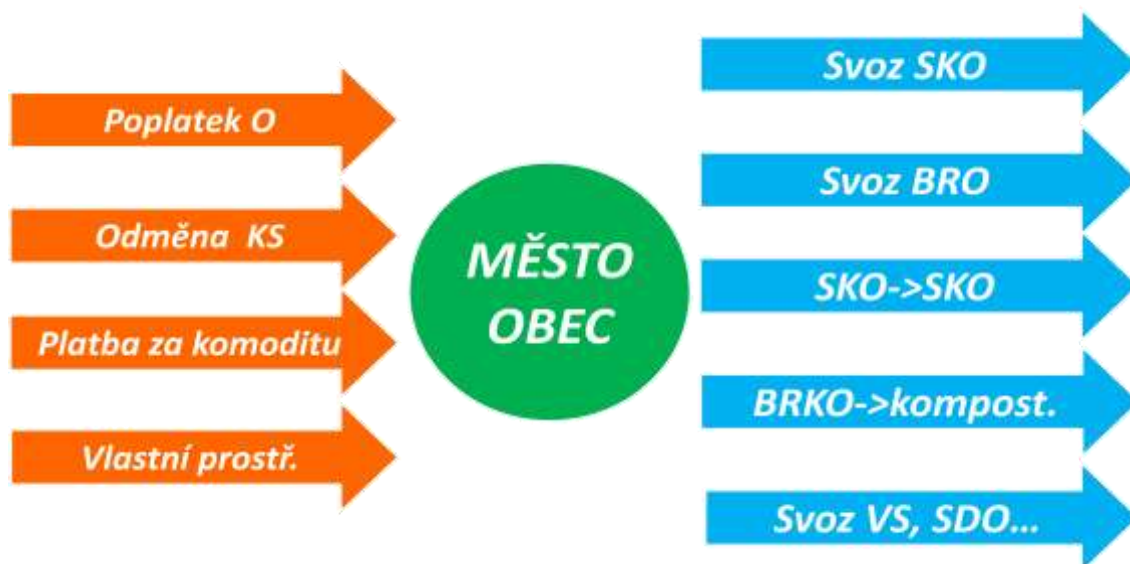 Poplatek O
Odměna KS
Platba za komoditu
Vlastní prostř.
MĚSTO
OBEC
Svoz SKO
Svoz BRO
SKO->SKO
BRKO->kompost.
Svoz VS, SDO...